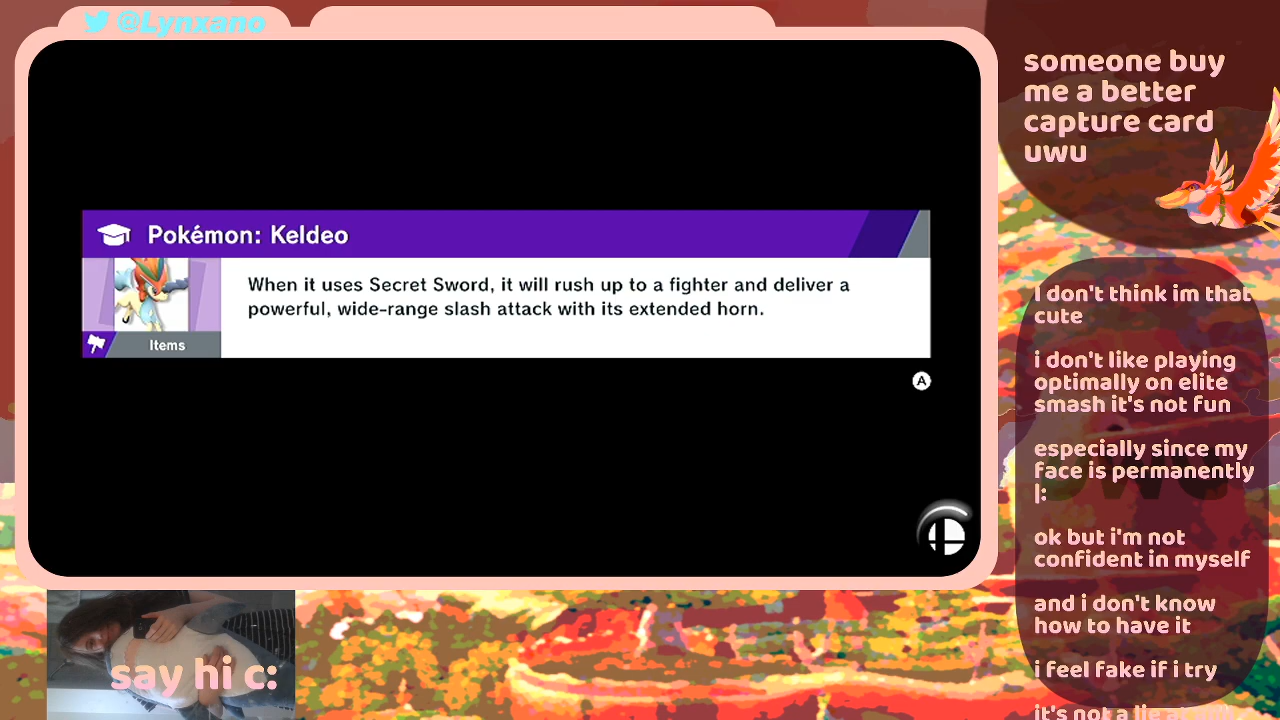 @Lynxano
someone buy
me a better
capture card
uwu
Pokémon: Keldeo
When it uses Secret Sword, it will rush up to a fighter and deliver a
powerful, wide-range slash attack with its extended horn.
Items
A
I don't think im that
cute
i don't like playing
optimally on elite
smash it's not fun
especially since my
face is permanently
|:
ok but i'm not
confident in myself
and i don't know
how to have it
i feel fake if i try
it's not a lie
say hi c: